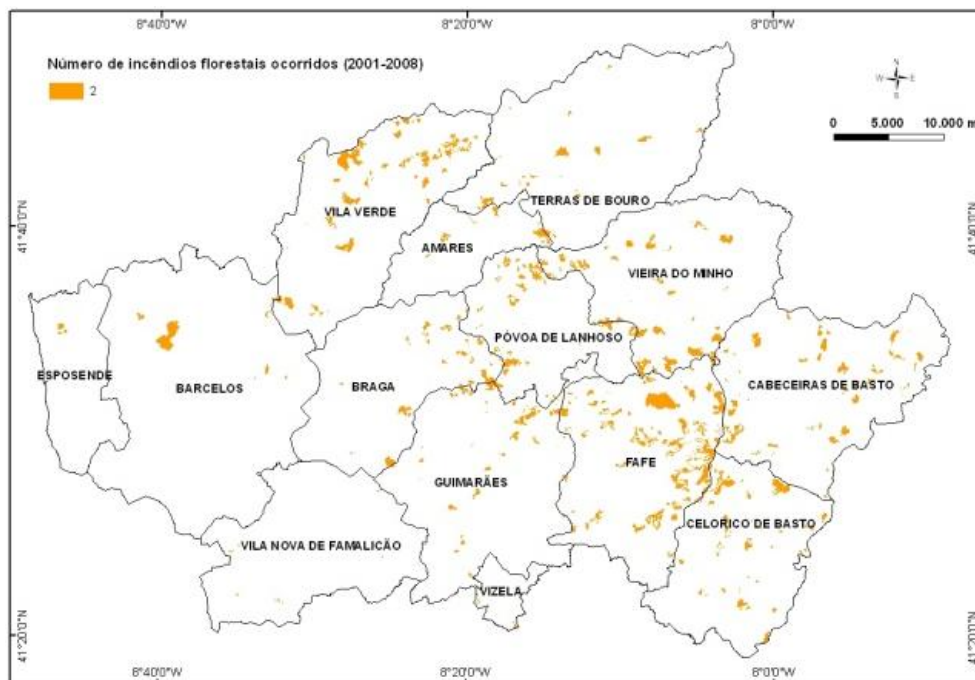 8°40'0"W
8°20'0"W
8°0'0"W
Número de incêndios florestais ocorridos (2001-2008)
2
N
W
E
S
0 5.000 10.000 m
TERRAS DE BOURO
VILA VERDE
41°40'0"N
41°40'0"N
AMARES
VIEIRA DO MINHO
PÓVOA DE LANHOSO
ESPOSENDE
BARCELOS
BRAGA
CABECEIRAS DE BASTO
FAFE
GUIMARÃES
CELORICO DE BASTO
VILA NOVA DE FAMALICÃO
VIZELA
41°20'0"N
41°20'0"N
8°40'0"W
8°20'0"W
8°0'0"W